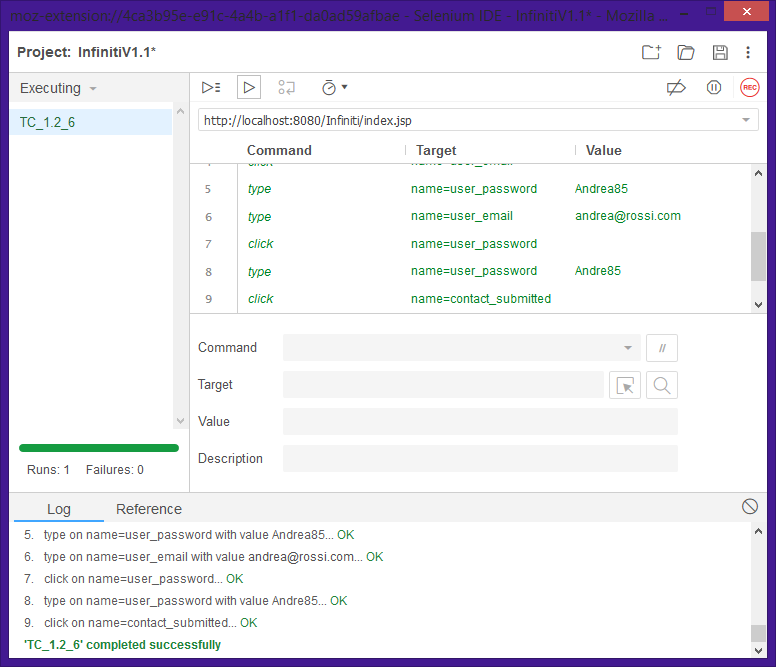 moz-extension://4ca3b95e-e91c-4a4b-a1f1-da0ad59afbae - Selenium IDE - InfinitiV1.1* - Mozilla ...
Project: InfinitiV1.1*
Executing
TC_1.2_6
REC
http://localhost:8080/Infiniti/index.jsp
Command Target Value
4 click name=user_email
5 type name=user_password Andrea85
6 type name=user_email andrea@rossi.com
7 click name=user_password
8 type name=user_password Andre85
9 click name=contact_submitted
Command //
Target
Value
Description
Runs: 1 Failures: 0
Log Reference
5. type on name=user_password with value Andrea85... OK
6. type on name=user_email with value andrea@rossi.com... OK
7. click on name=user_password... OK
8. type on name=user_password with value Andre85... OK
9. click on name=contact_submitted... OK
'TC_1.2_6' completed successfully